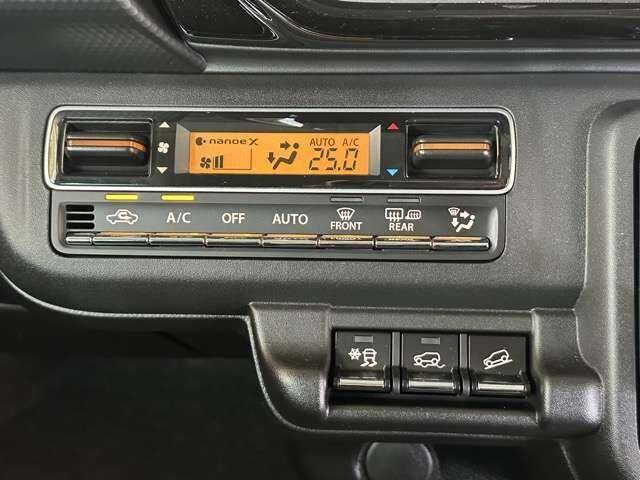 nanoeX AUTO A/C
25.0
A/C OFF AUTO FRONT REAR